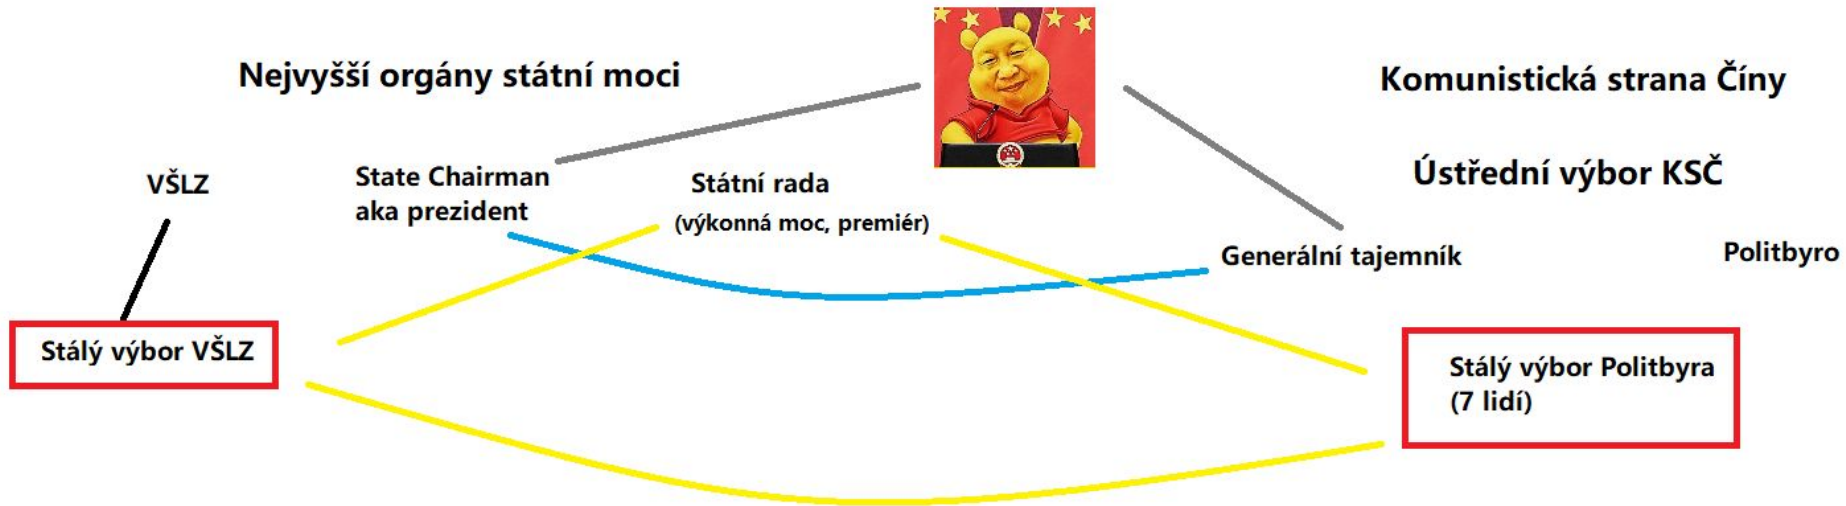 Nejvyšší orgány státní moci
Komunistická strana Číny
VŠLZ
State Chairman
aka prezident
Státní rada
(výkonná moc, premiér)
Ústřední výbor KSČ
Generální tajemník
Politbyro
Stálý výbor VŠLZ
Stálý výbor Politbyra
(7 lidí)